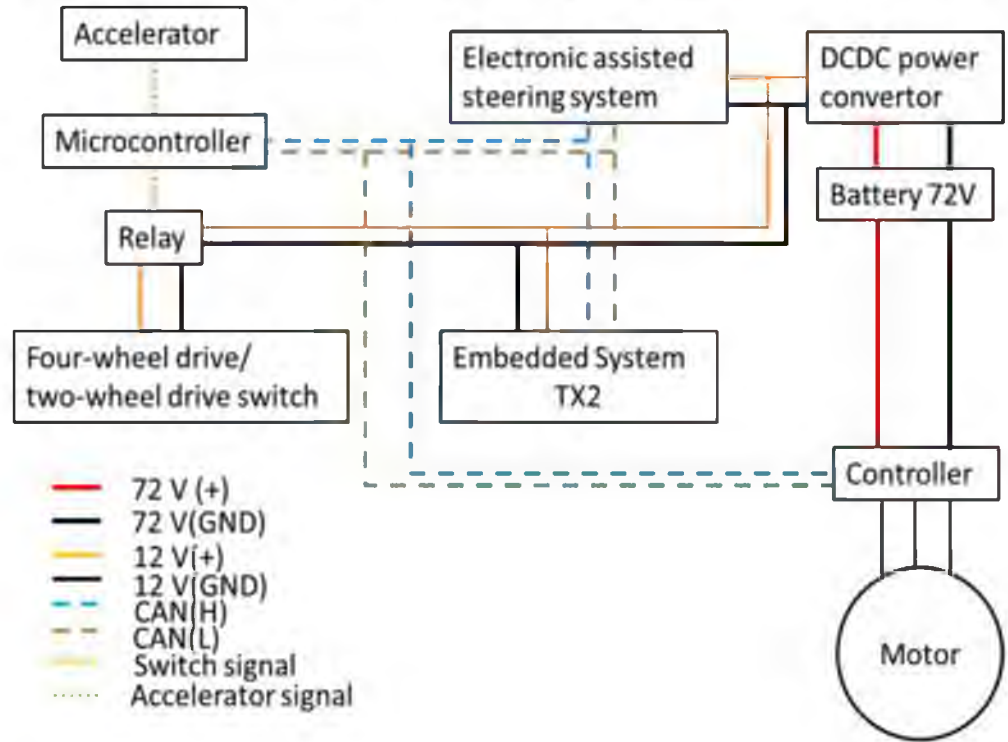 Accelerator
Electronic assisted
steering system
DCDC power
convertor
Microcontroller
Battery 72V
Relay
Four-wheel drive/
two-wheel drive switch
Embedded System
TX2
Controller
72 V (+)
72 V(GND)
12 V(+)
12 V(GND)
CAN(H)
CAN(L)
Switch signal
Accelerator signal
Motor